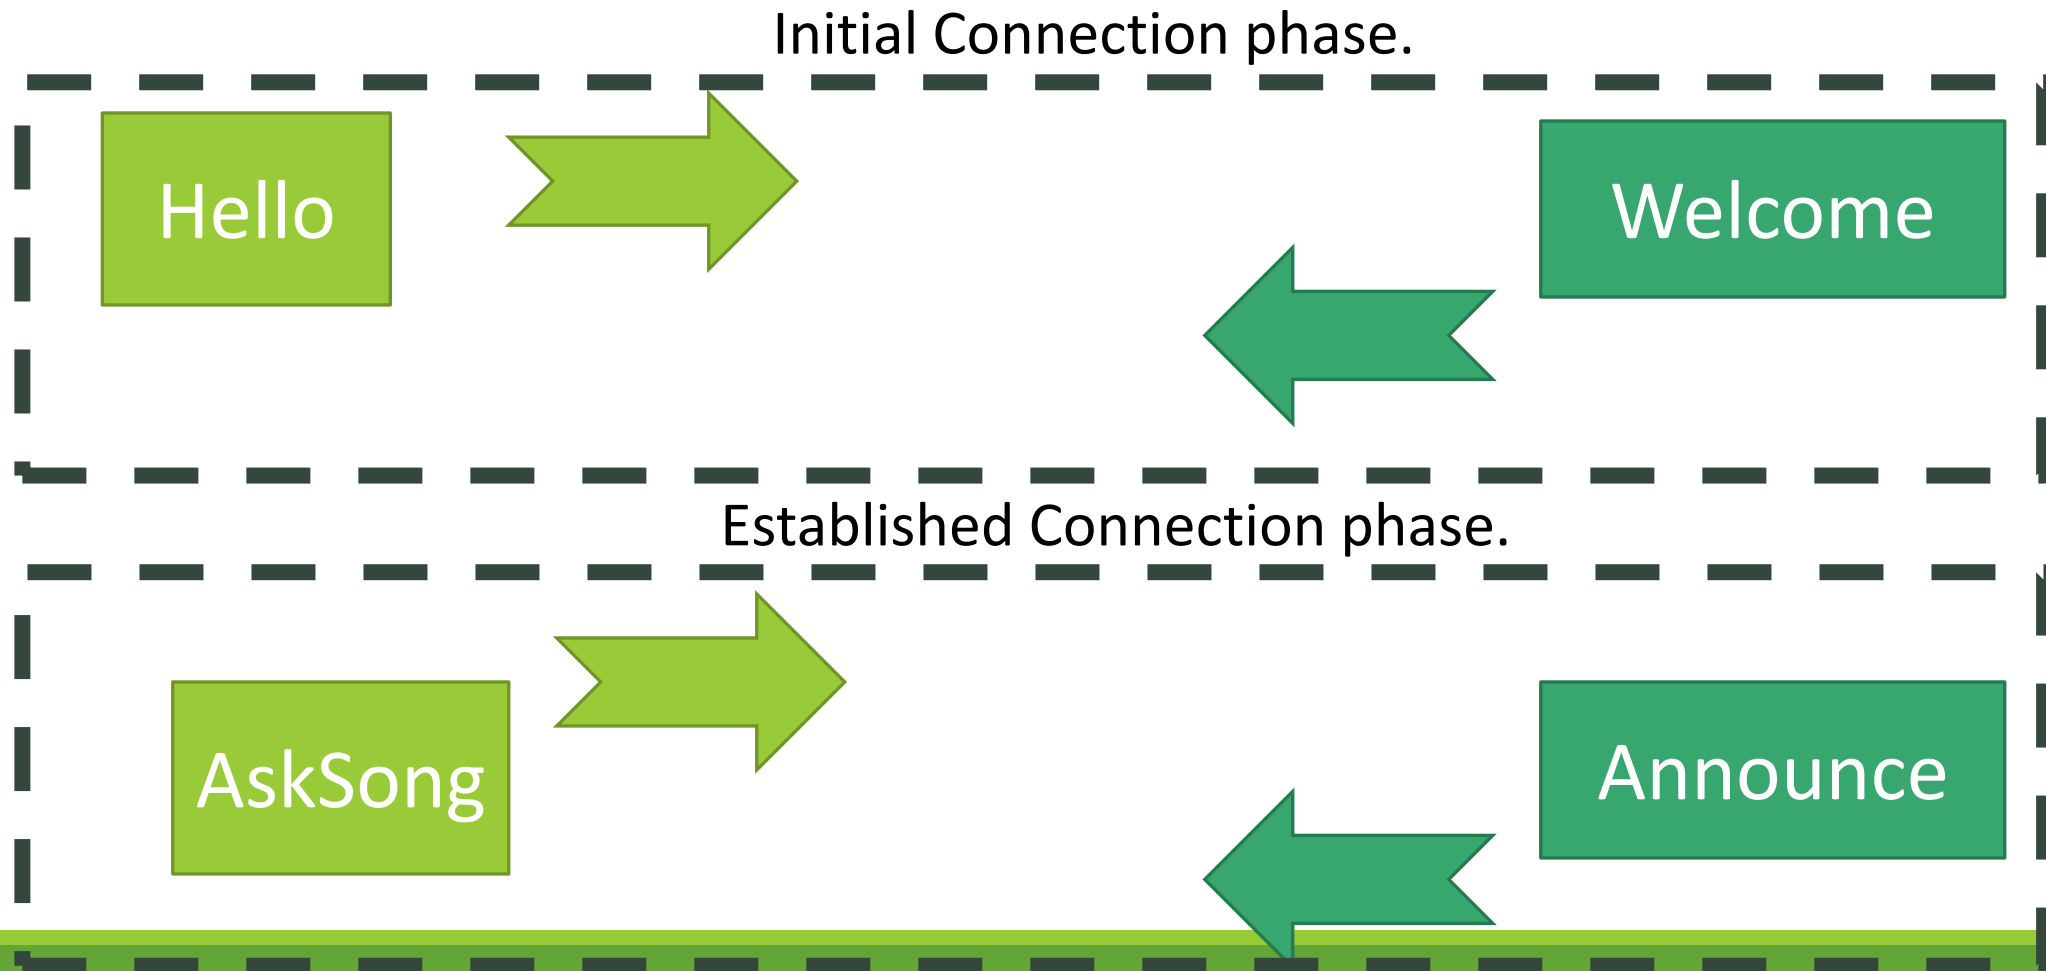 Initial Connection phase.
Hello
Welcome
Established Connection phase.
AskSong
Announce